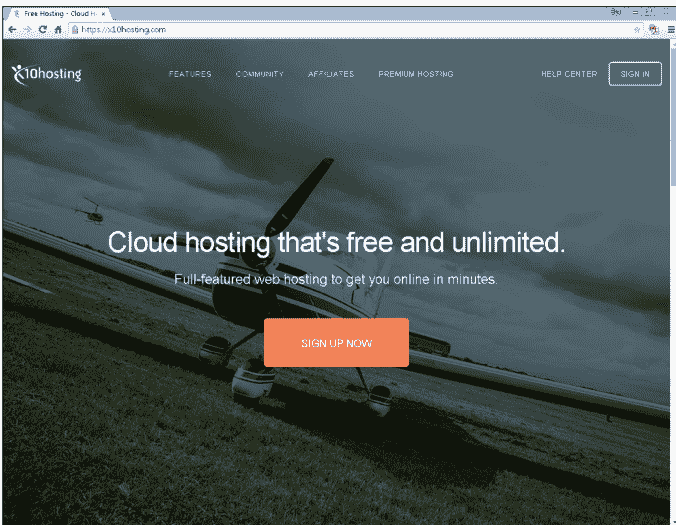 Free Hosting - Cloud H
https://x10hosting.com
x10hosting
FEATURES
COMMUNITY
AFFILIATES
PREMIUM HOSTING
HELP CENTER
SIGN IN
Cloud hosting that's free and unlimited.
Full-featured web hosting to get you online in minutes.
SIGN UP NOW